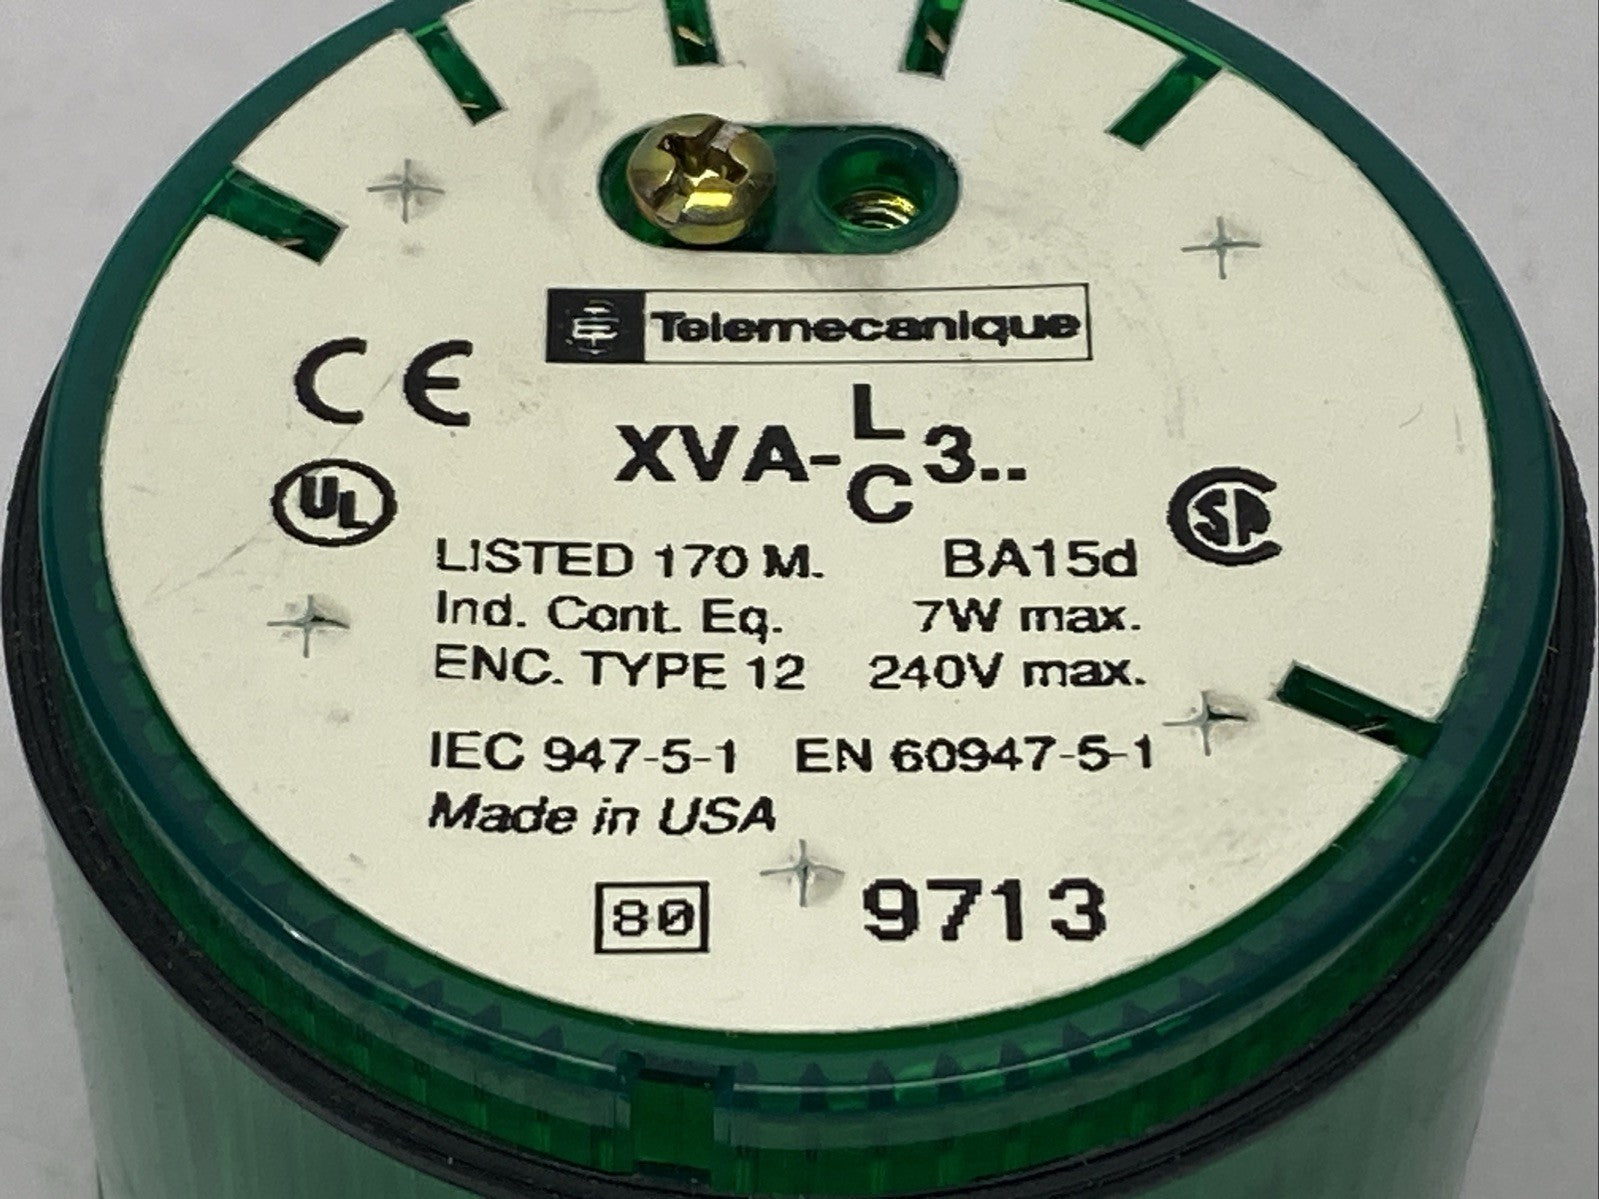 Telemecanique
CE
XVA-L/C3..
UL
LISTED 170 M. BA15d
Ind. Cont. Eq. 7W max.
ENC. TYPE 12 240V max.
IEC 947-5-1 EN 60947-5-1
Made in USA
80 9713